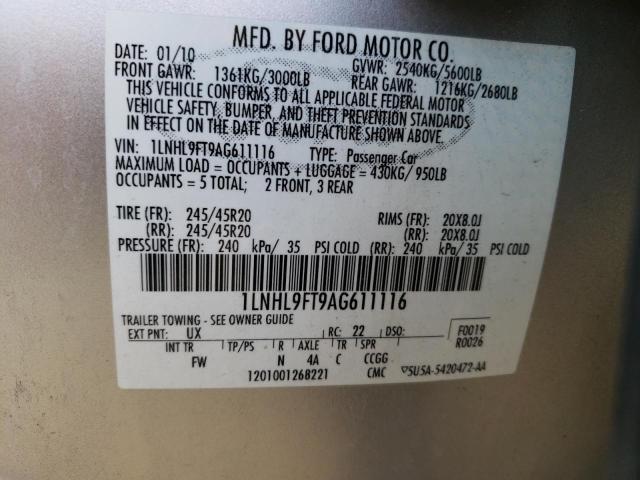 MFD. BY FORD MOTOR CO.
DATE: 01/10 GVWR: 2540KG/5600LB
FRONT GAWR: 1361KG/3000LB REAR GAWR: 1216KG/2680LB
THIS VEHICLE CONFORMS TO ALL APPLICABLE FEDERAL MOTOR
VEHICLE SAFETY, BUMPER, AND THEFT PREVENTION STANDARDS
IN EFFECT ON THE DATE OF MANUFACTURE SHOWN ABOVE.
VIN: 1LNHL9FT9AG611116 TYPE: Passenger Car
MAXIMUM LOAD = OCCUPANTS + LUGGAGE = 430KG/ 950LB
OCCUPANTS = 5 TOTAL; 2 FRONT, 3 REAR
TIRE (FR): 245/45R20 RIMS (FR): 20X8.0J
(RR): 245/45R20 (RR): 20X8.0J
PRESSURE (FR): 240 kPa/ 35 PSI COLD (RR): 240 kPa/ 35 PSI COLD
1LNHL9FT9AG611116
TRAILER TOWING - SEE OWNER GUIDE
EXT PNT: UX RC: 22 DSO: F0019
INT TR TP/PS R AXLE TR SPR R0026
FW N 4A C CCGG
1201001268221 CMC ▽5U5A-5420472-AA